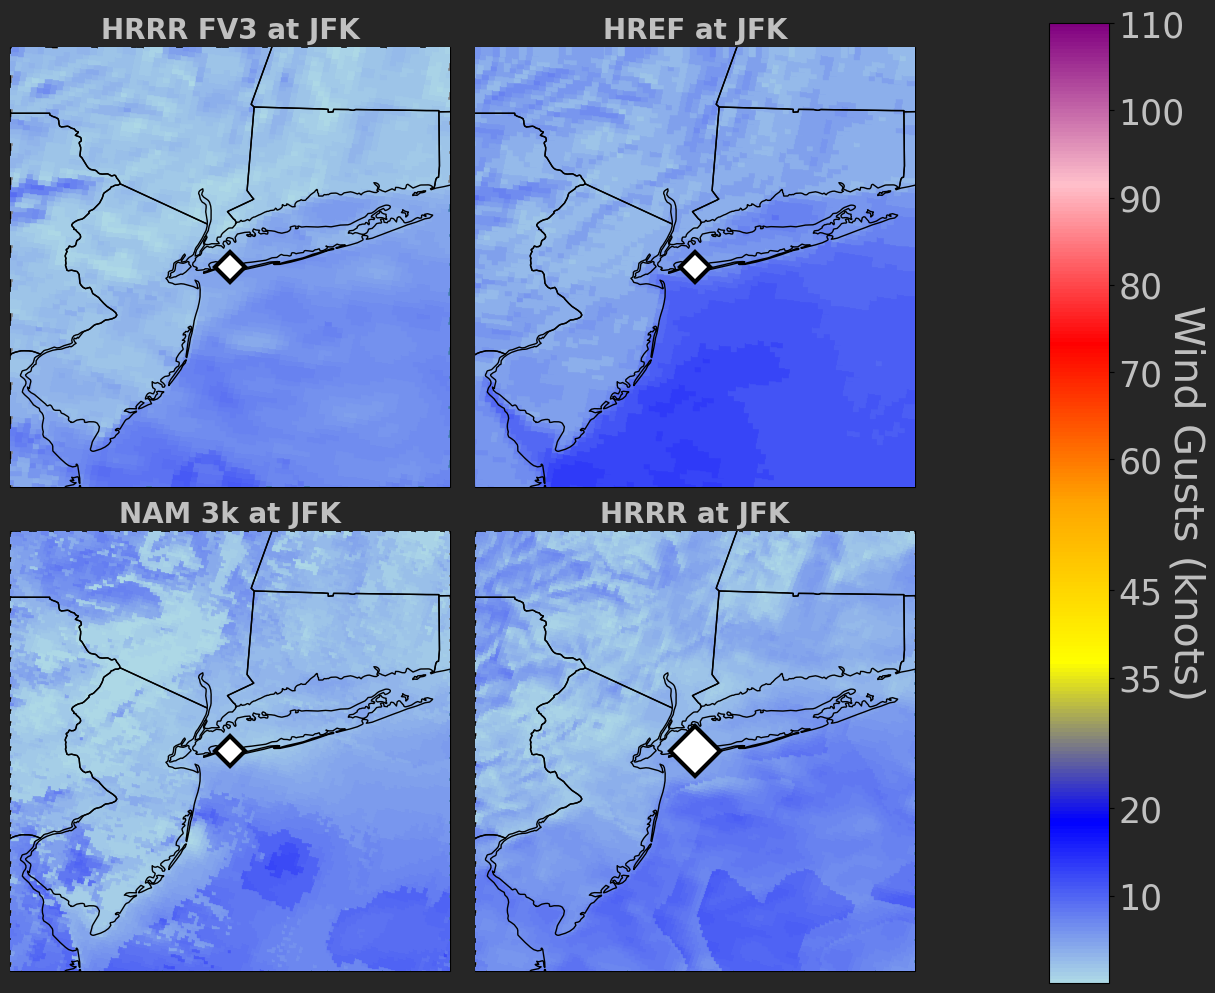 HRRR FV3 at JFK
HREF at JFK
NAM 3k at JFK
HRRR at JFK
110
100
90
80
70
60
45
35
20
10
Wind Gusts (knots)